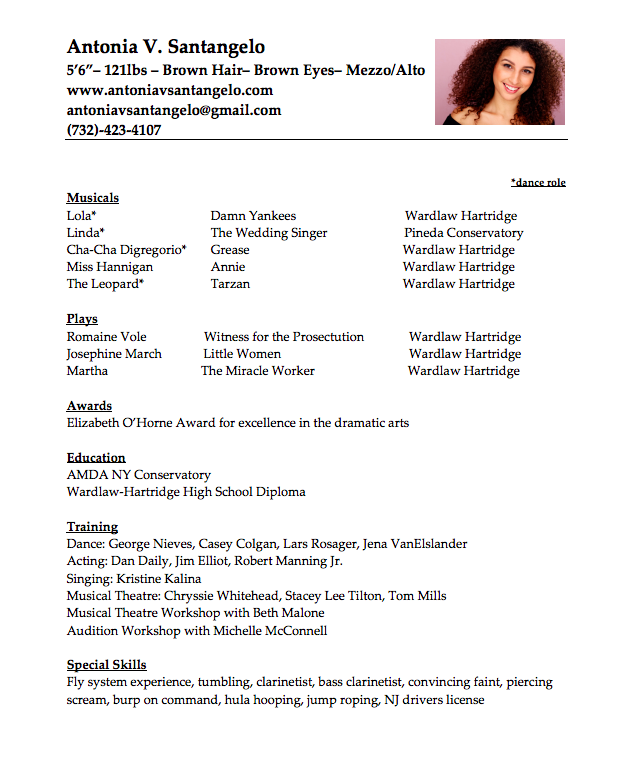 Antonia V. Santangelo
5’6”– 121lbs – Brown Hair– Brown Eyes– Mezzo/Alto
www.antoniavsantangelo.com
antoniavsantangelo@gmail.com
(732)-423-4107
*dance role
Musicals
Lola* Damn Yankees Wardlaw Hartridge
Linda* The Wedding Singer Pineda Conservatory
Cha-Cha Digregorio* Grease Wardlaw Hartridge
Miss Hannigan Annie Wardlaw Hartridge
The Leopard* Tarzan Wardlaw Hartridge
Plays
Romaine Vole Witness for the Prosectution Wardlaw Hartridge
Josephine March Little Women Wardlaw Hartridge
Martha The Miracle Worker Wardlaw Hartridge
Awards
Elizabeth O’Horne Award for excellence in the dramatic arts
Education
AMDA NY Conservatory
Wardlaw-Hartridge High School Diploma
Training
Dance: George Nieves, Casey Colgan, Lars Rosager, Jena VanElslander
Acting: Dan Daily, Jim Elliot, Robert Manning Jr.
Singing: Kristine Kalina
Musical Theatre: Chryssie Whitehead, Stacey Lee Tilton, Tom Mills
Musical Theatre Workshop with Beth Malone
Audition Workshop with Michelle McConnell
Special Skills
Fly system experience, tumbling, clarinetist, bass clarinetist, convincing faint, piercing
scream, burp on command, hula hooping, jump roping, NJ drivers license